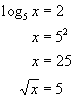 log₅ x = 2
x = 5²
x = 25
√x = 5